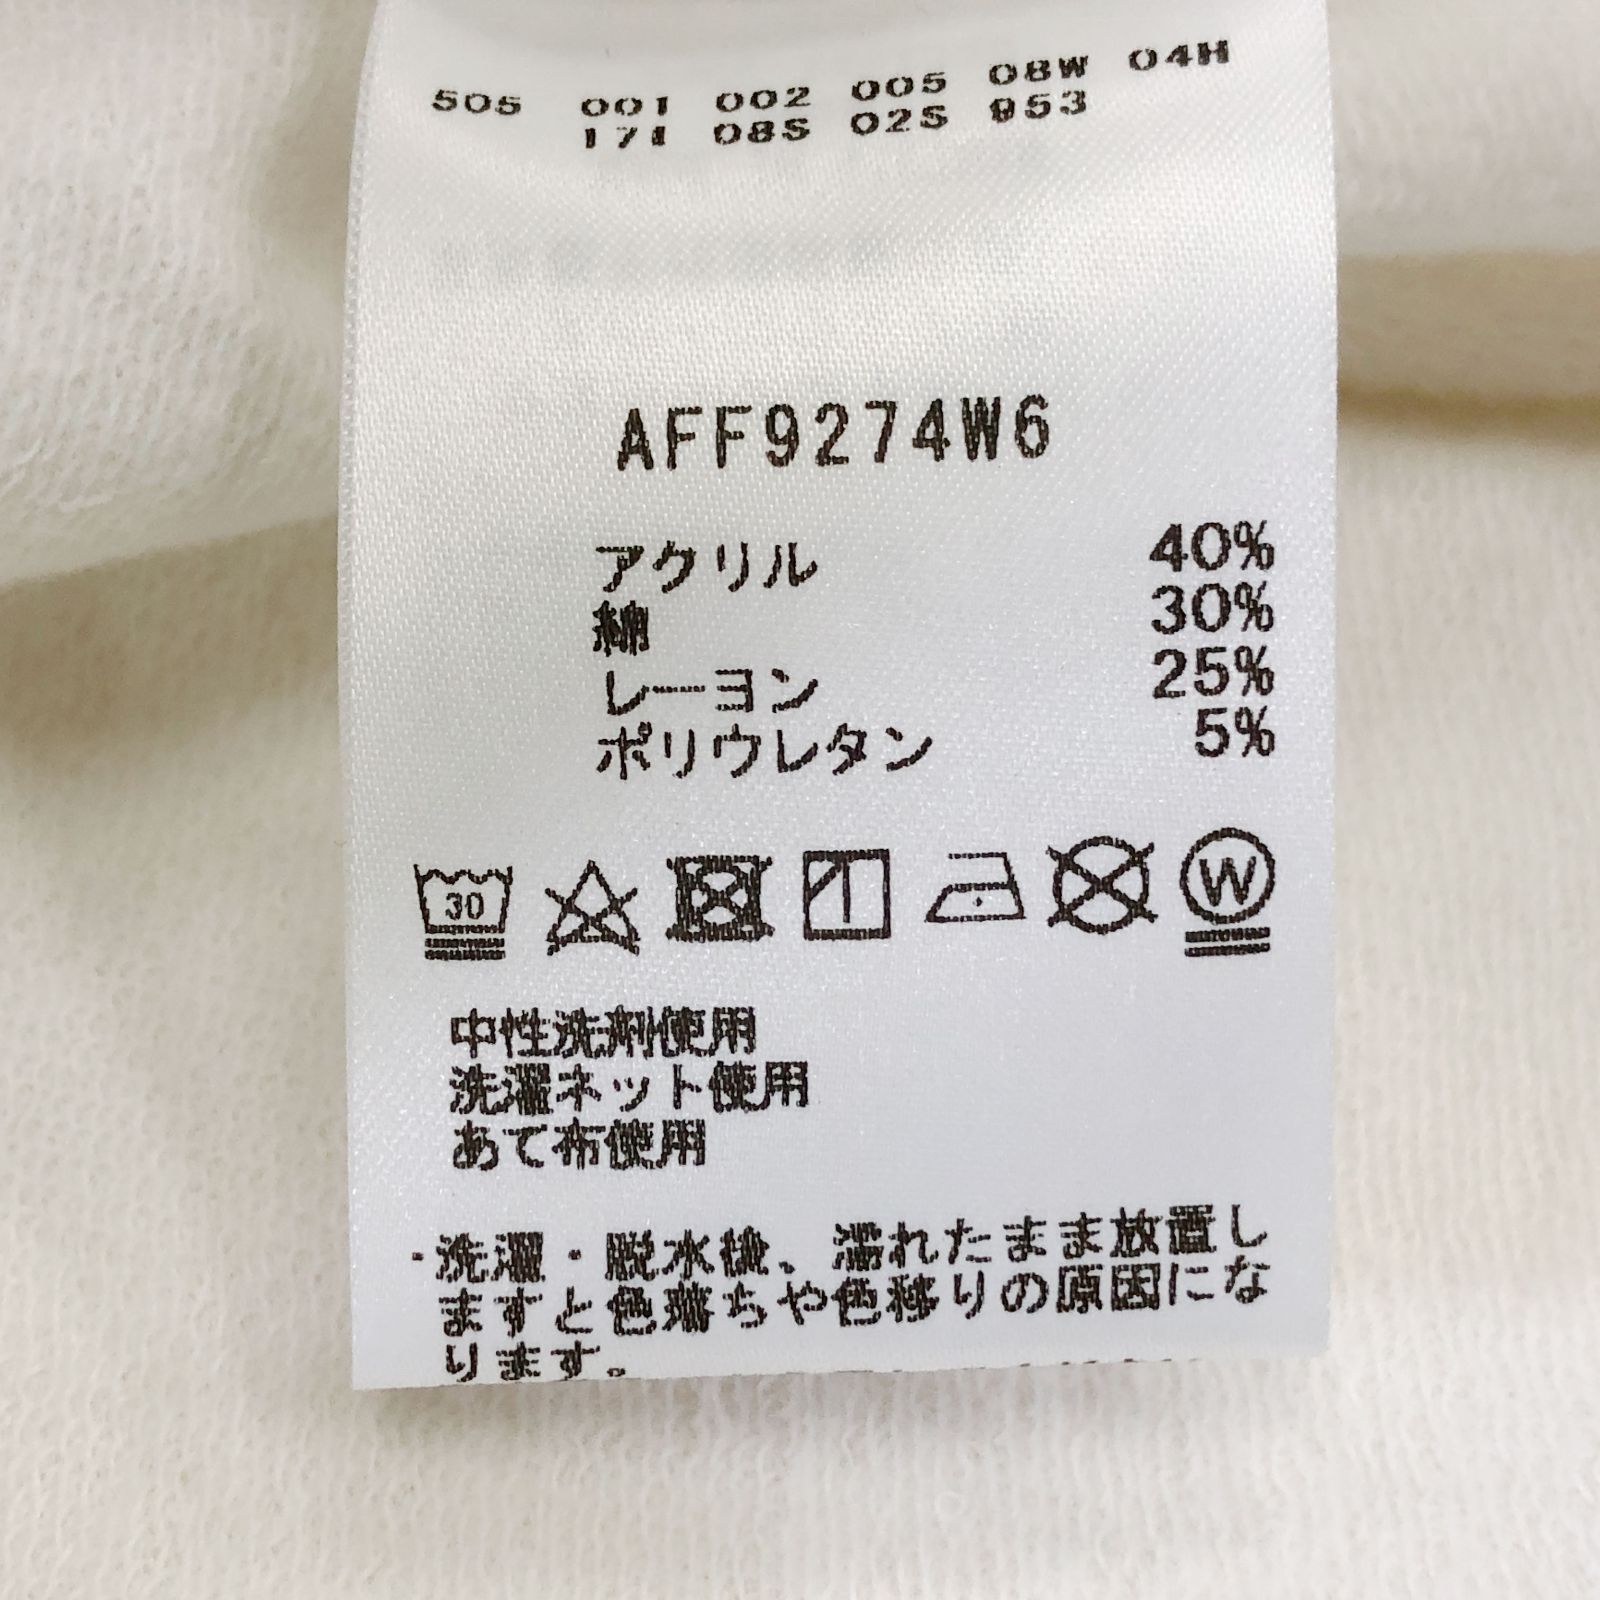 505 001 002 005 08W 04H
171 08S 02S 953
AFF9274W6
アクリル 40%
綿 30%
レーヨン 25%
ポリウレタン 5%
30 W
中性洗剤使用
洗濯ネット使用
あて布使用
・洗濯・脱水後、濡れたまま放置し
ますと色落ちや色移りの原因にな
ります。